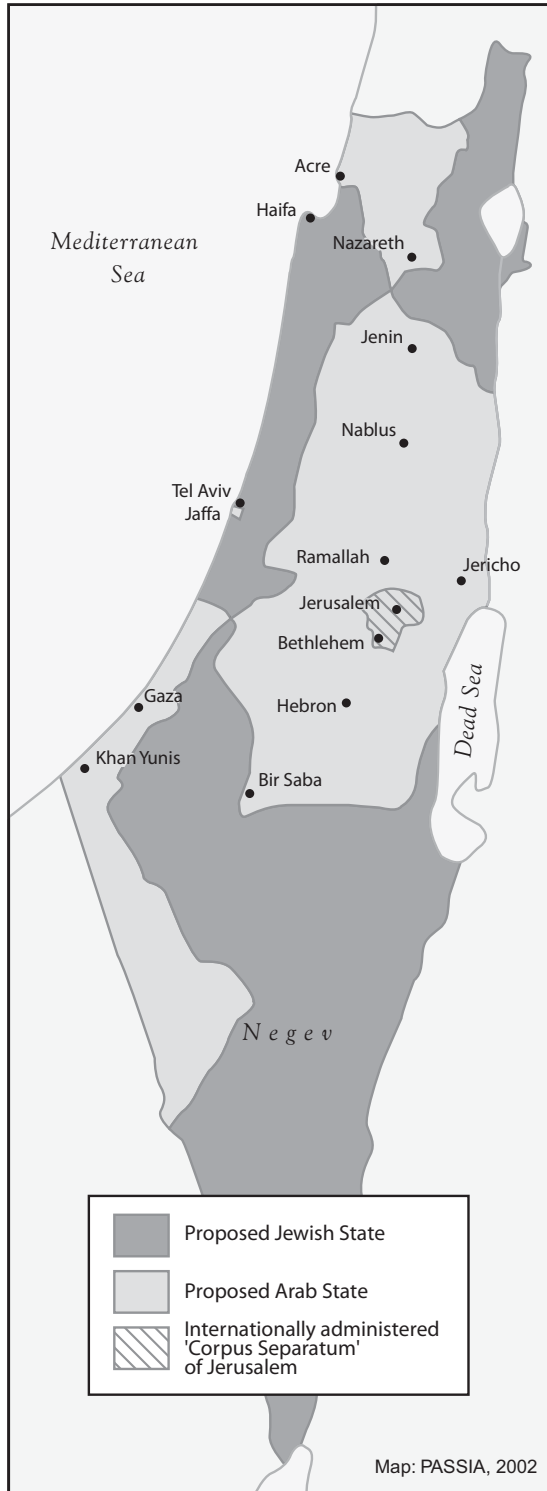 Acre
Haifa
Mediterranean
Sea
Nazareth
Jenin
Nablus
Tel Aviv
Jaffa
Ramallah
Jericho
Jerusalem
Bethlehem
Dead Sea
Gaza
Hebron
Khan Yunis
Bir Saba
Negev
Proposed Jewish State
Proposed Arab State
Internationally administered
'Corpus Separatum'
of Jerusalem
Map: PASSIA, 2002